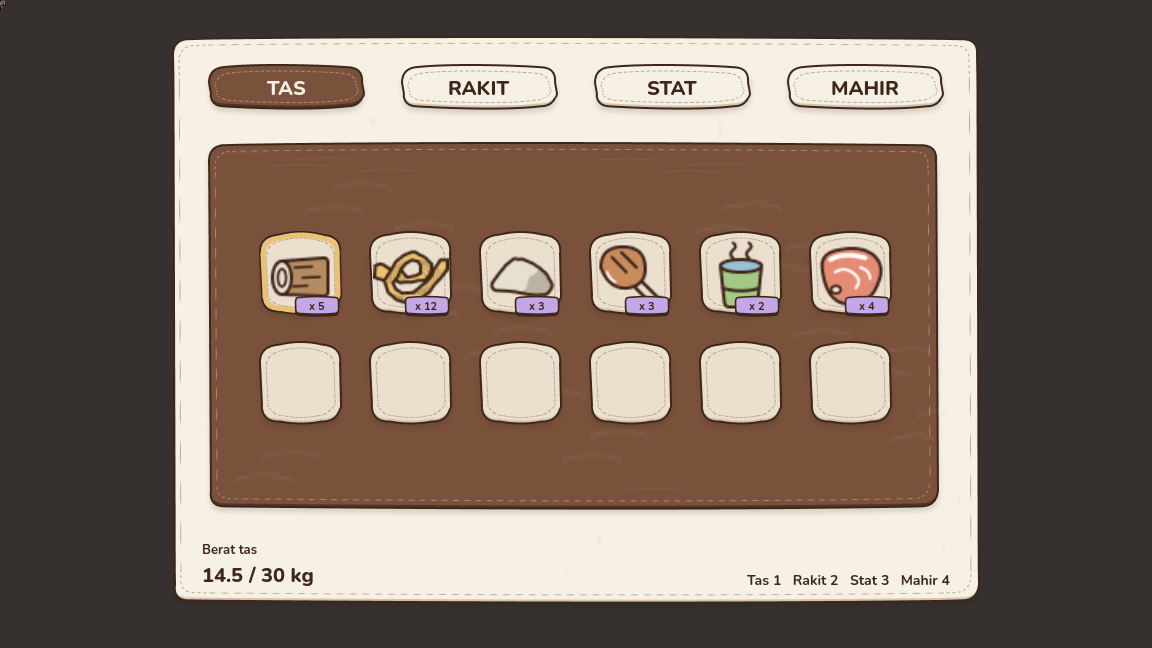 TAS RAKIT STAT MAHIR
x 5 x 12 x 3 x 3 x 2 x 4
Berat tas
14.5 / 30 kg
Tas 1 Rakit 2 Stat 3 Mahir 4